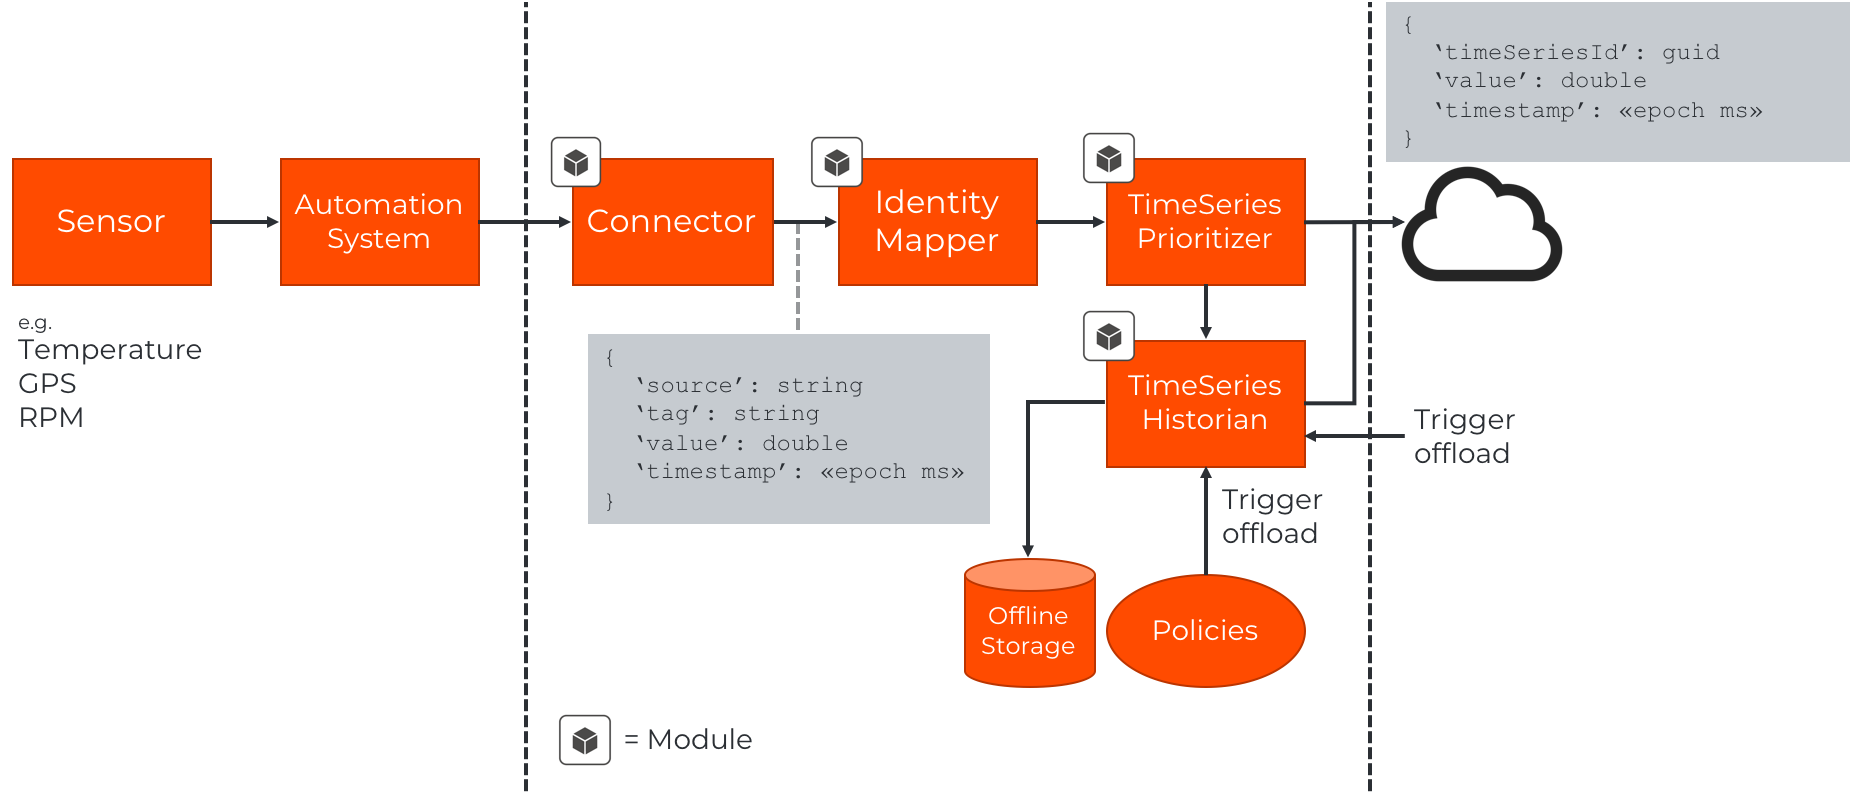 {
‘timeSeriesId’: guid
‘value’: double
‘timestamp’: «epoch ms»
}
Sensor
Automation
System
Connector
Identity
Mapper
TimeSeries
Prioritizer
e.g.
Temperature
GPS
RPM
{
‘source’: string
‘tag’: string
‘value’: double
‘timestamp’: «epoch ms»
}
TimeSeries
Historian
Trigger
offload
Trigger
offload
Offline
Storage
Policies
= Module